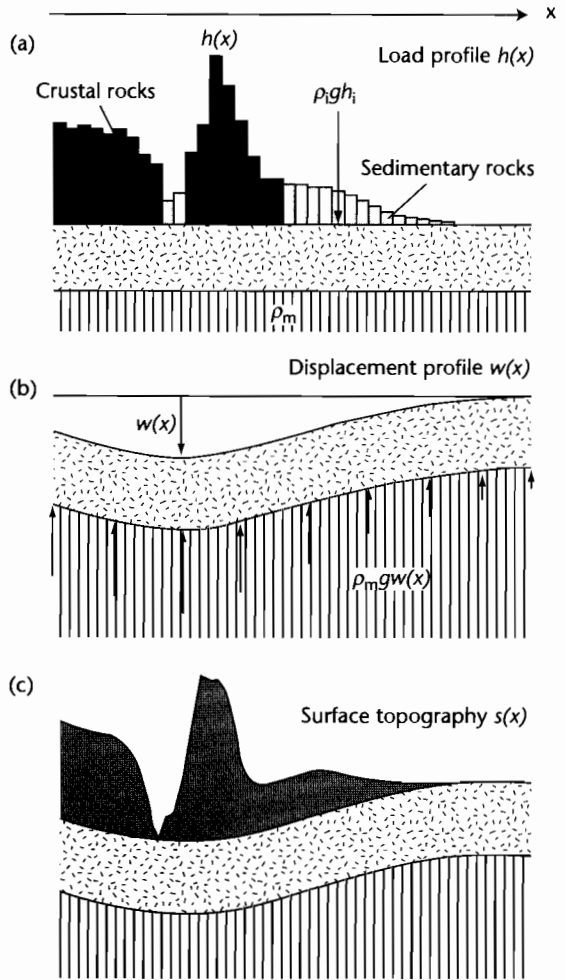 x
(a)
h(x)
Load profile h(x)
Crustal rocks
ρighi
Sedimentary rocks
ρm
Displacement profile w(x)
(b)
w(x)
ρmgw(x)
(c)
Surface topography s(x)